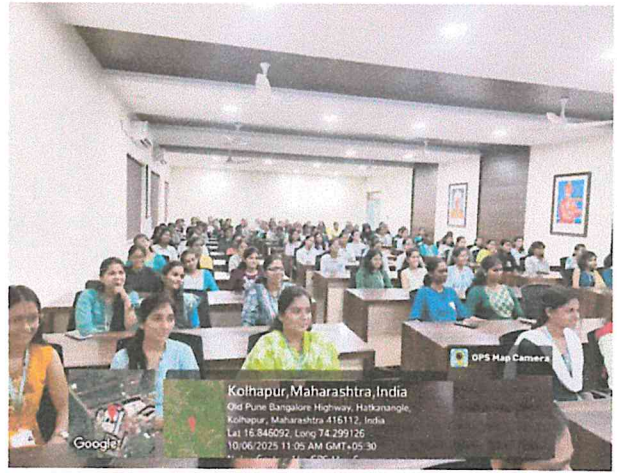 GPS Map Camera
Kolhapur,Maharashtra,India
Old Pune Bangalore Highway, Hatkanangle,
Kolhapur, Maharashtra 416112, India
Lat 16.846092, Long 74.299126
10/06/2025 11:05 AM GMT+05:30
Google